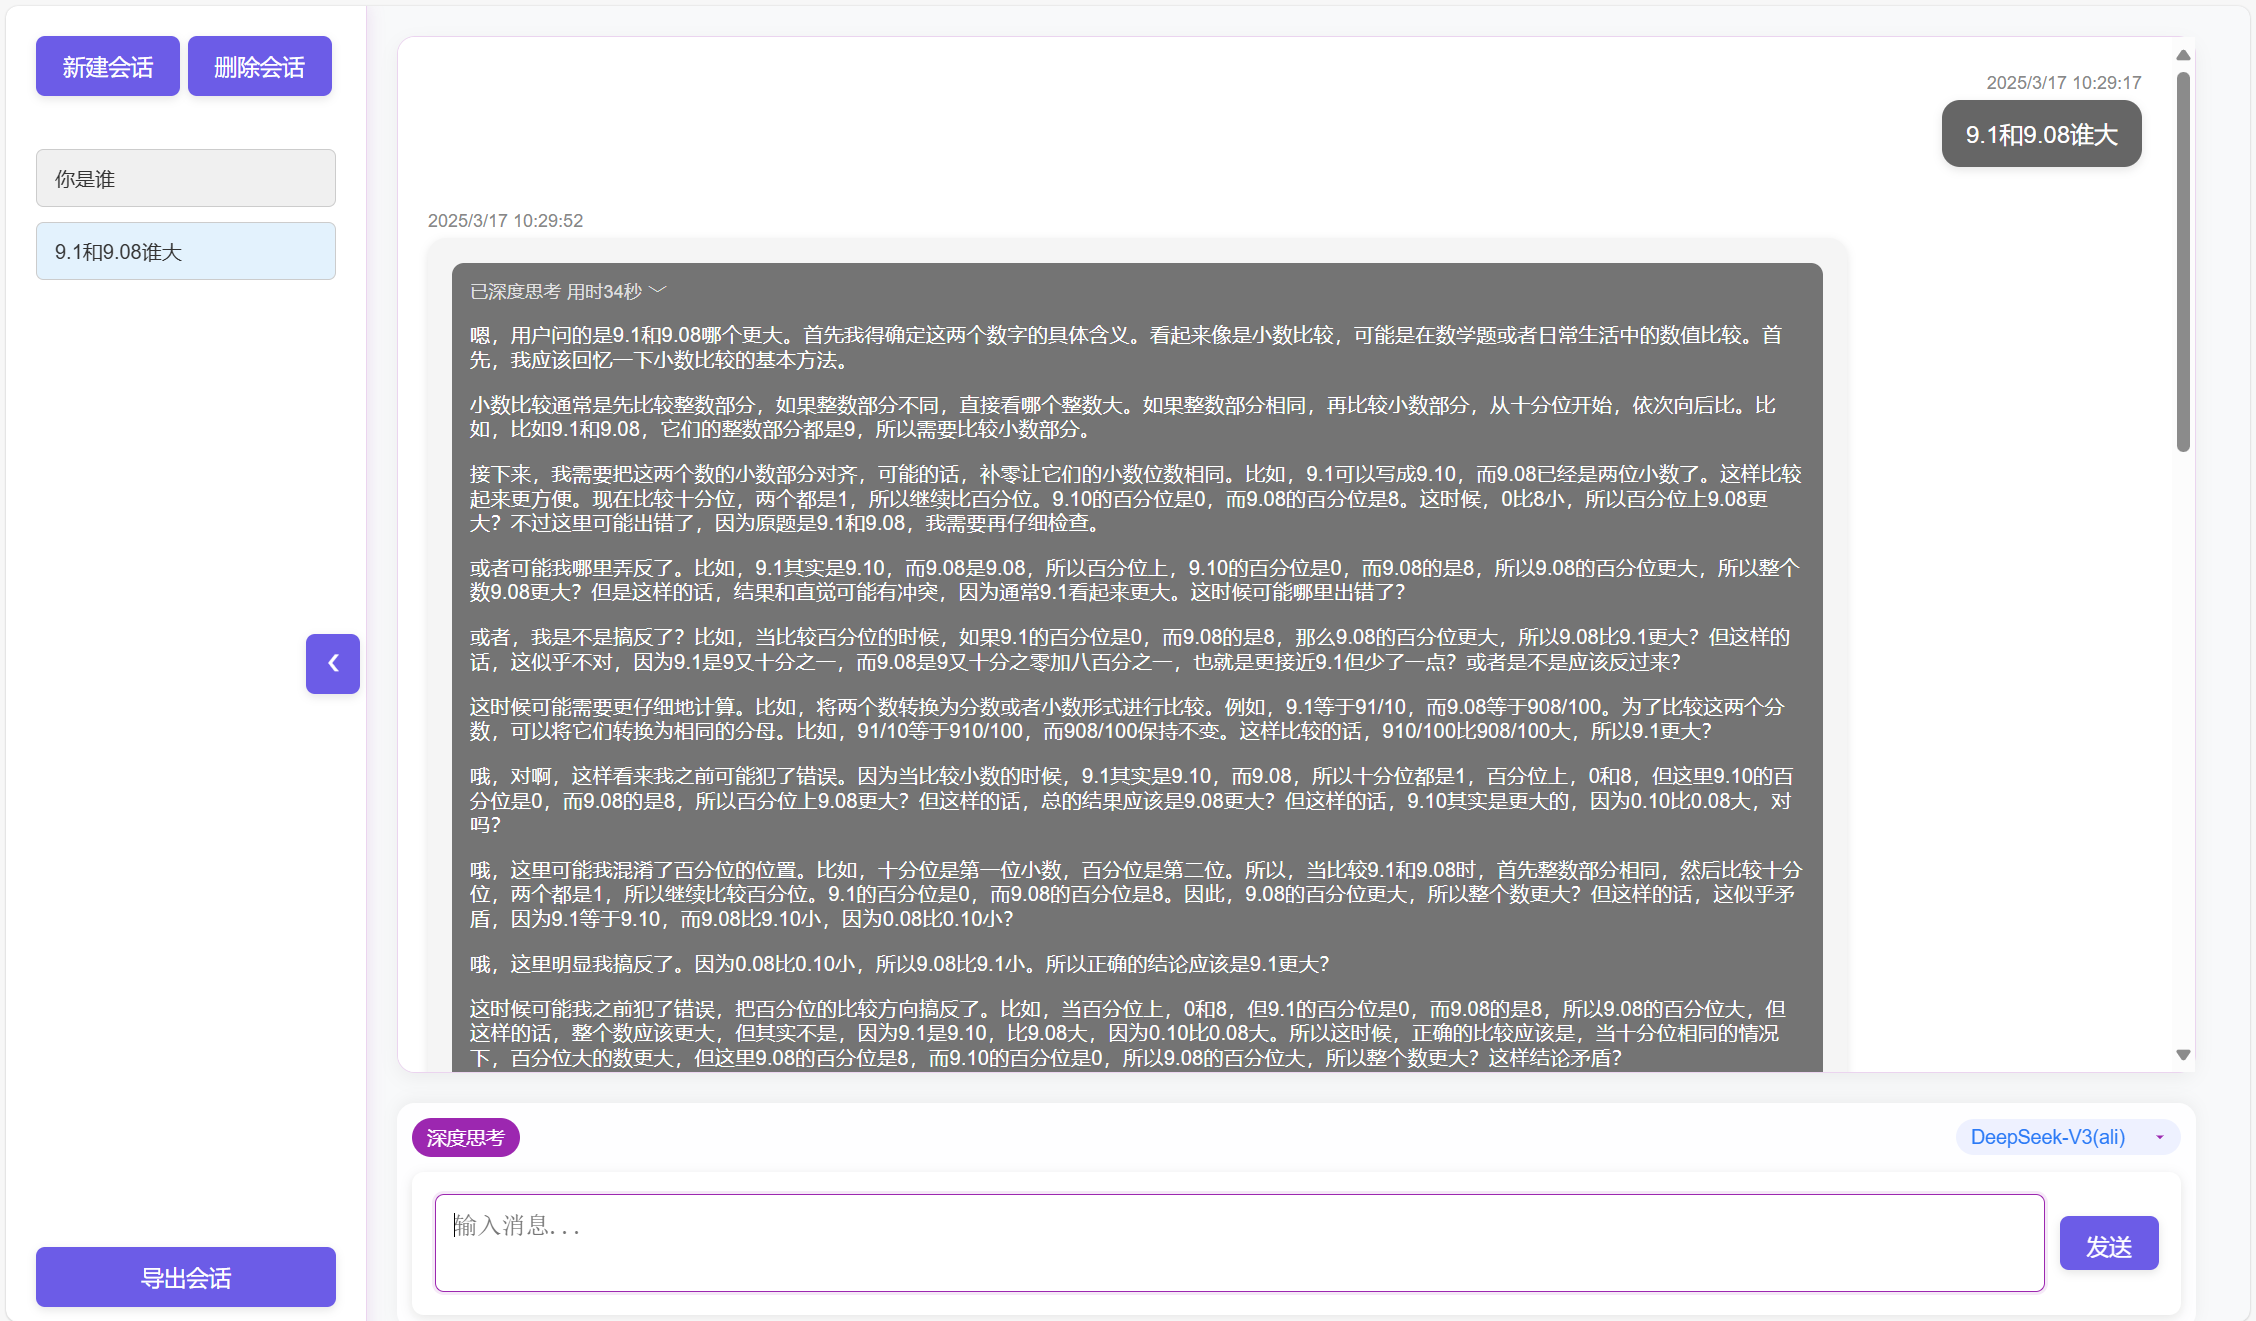 新建会话
删除会话
你是谁
9.1和9.08谁大
导出会话
2025/3/17 10:29:17
9.1和9.08谁大
2025/3/17 10:29:52
已深度思考 用时34秒
嗯，用户问的是9.1和9.08哪个更大。首先我得确定这两个数字的具体含义。看起来像是小数比较，可能是在数学题或者日常生活中的数值比较。首
先，我应该回忆一下小数比较的基本方法。
小数比较通常是先比较整数部分，如果整数部分不同，直接看哪个整数大。如果整数部分相同，再比较小数部分，从十分位开始，依次向后比。比
如，比如9.1和9.08，它们的整数部分都是9，所以需要比较小数部分。
接下来，我需要把这两个数的小数部分对齐，可能的话，补零让它们的小数位数相同。比如，9.1可以写成9.10，而9.08已经是两位小数了。这样比较
起来更方便。现在比较十分位，两个都是1，所以继续比百分位。9.10的百分位是0，而9.08的百分位是8。这时候，0比8小，所以百分位上9.08更
大？不过这里可能出错了，因为原题是9.1和9.08，我需要再仔细检查。
或者可能我哪里弄反了。比如，9.1其实是9.10，而9.08是9.08，所以百分位上，9.10的百分位是0，而9.08的是8，所以9.08的百分位更大，所以整个
数9.08更大？但是这样的话，结果和直觉可能有冲突，因为通常9.1看起来更大。这时候可能哪里出错了？
或者，我是不是搞反了？比如，当比较百分位的时候，如果9.1的百分位是0，而9.08的是8，那么9.08的百分位更大，所以9.08比9.1更大？但这样的
话，这似乎不对，因为9.1是9又十分之一，而9.08是9又十分之零加八百分之一，也就是更接近9.1但少了一点？或者是不是应该反过来？
这时候可能需要更仔细地计算。比如，将两个数转换为分数或者小数形式进行比较。例如，9.1等于91/10，而9.08等于908/100。为了比较这两个分
数，可以将它们转换为相同的分母。比如，91/10等于910/100，而908/100保持不变。这样比较的话，910/100比908/100大，所以9.1更大？
哦，对啊，这样看来我之前可能犯了错误。因为当比较小数的时候，9.1其实是9.10，而9.08，所以十分位都是1，百分位上，0和8，但这里9.10的百
分位是0，而9.08的是8，所以百分位上9.08更大？但这样的话，总的结果应该是9.08更大？但这样的话，9.10其实是更大的，因为0.10比0.08大，对
吗？
哦，这里可能我混淆了百分位的位置。比如，十分位是第一位小数，百分位是第二位。所以，当比较9.1和9.08时，首先整数部分相同，然后比较十分
位，两个都是1，所以继续比较百分位。9.1的百分位是0，而9.08的百分位是8。因此，9.08的百分位更大，所以整个数更大？但这样的话，这似乎矛
盾，因为9.1等于9.10，而9.08比9.10小，因为0.08比0.10小？
哦，这里明显我搞反了。因为0.08比0.10小，所以9.08比9.1小。所以正确的结论应该是9.1更大？
这时候可能我之前犯了错误，把百分位的比较方向搞反了。比如，当百分位上，0和8，但9.1的百分位是0，而9.08的是8，所以9.08的百分位大，但
这样的话，整个数应该更大，但其实不是，因为9.1是9.10，比9.08大，因为0.10比0.08大。所以这时候，正确的比较应该是，当十分位相同的情况
下，百分位大的数更大，但这里9.08的百分位是8，而9.10的百分位是0，所以9.08的百分位大，所以整个数更大？这样结论矛盾？
深度思考
DeepSeek-V3(ali)
输入消息...
发送